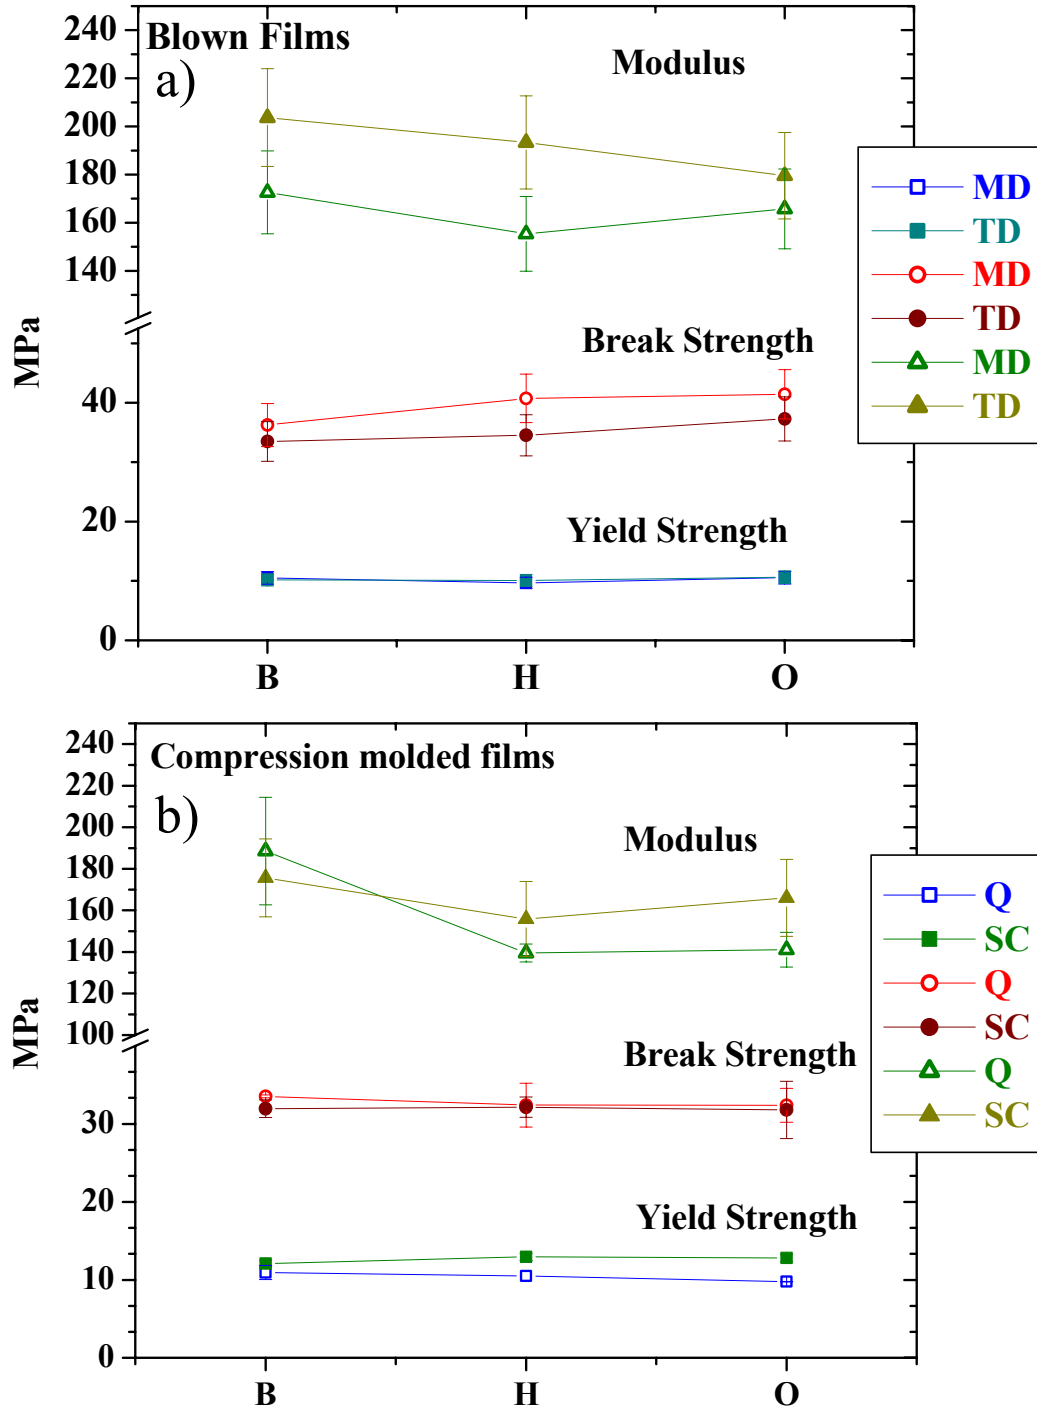 Blown Films
a)
Modulus
240
220
200
180
160
140
MPa
Break Strength
40
Yield Strength
20
0
B H O
MD
TD
MD
TD
MD
TD
Compression molded films
b)
Modulus
240
220
200
180
160
140
120
100
MPa
Break Strength
30
20
Yield Strength
10
0
B H O
Q
SC
Q
SC
Q
SC